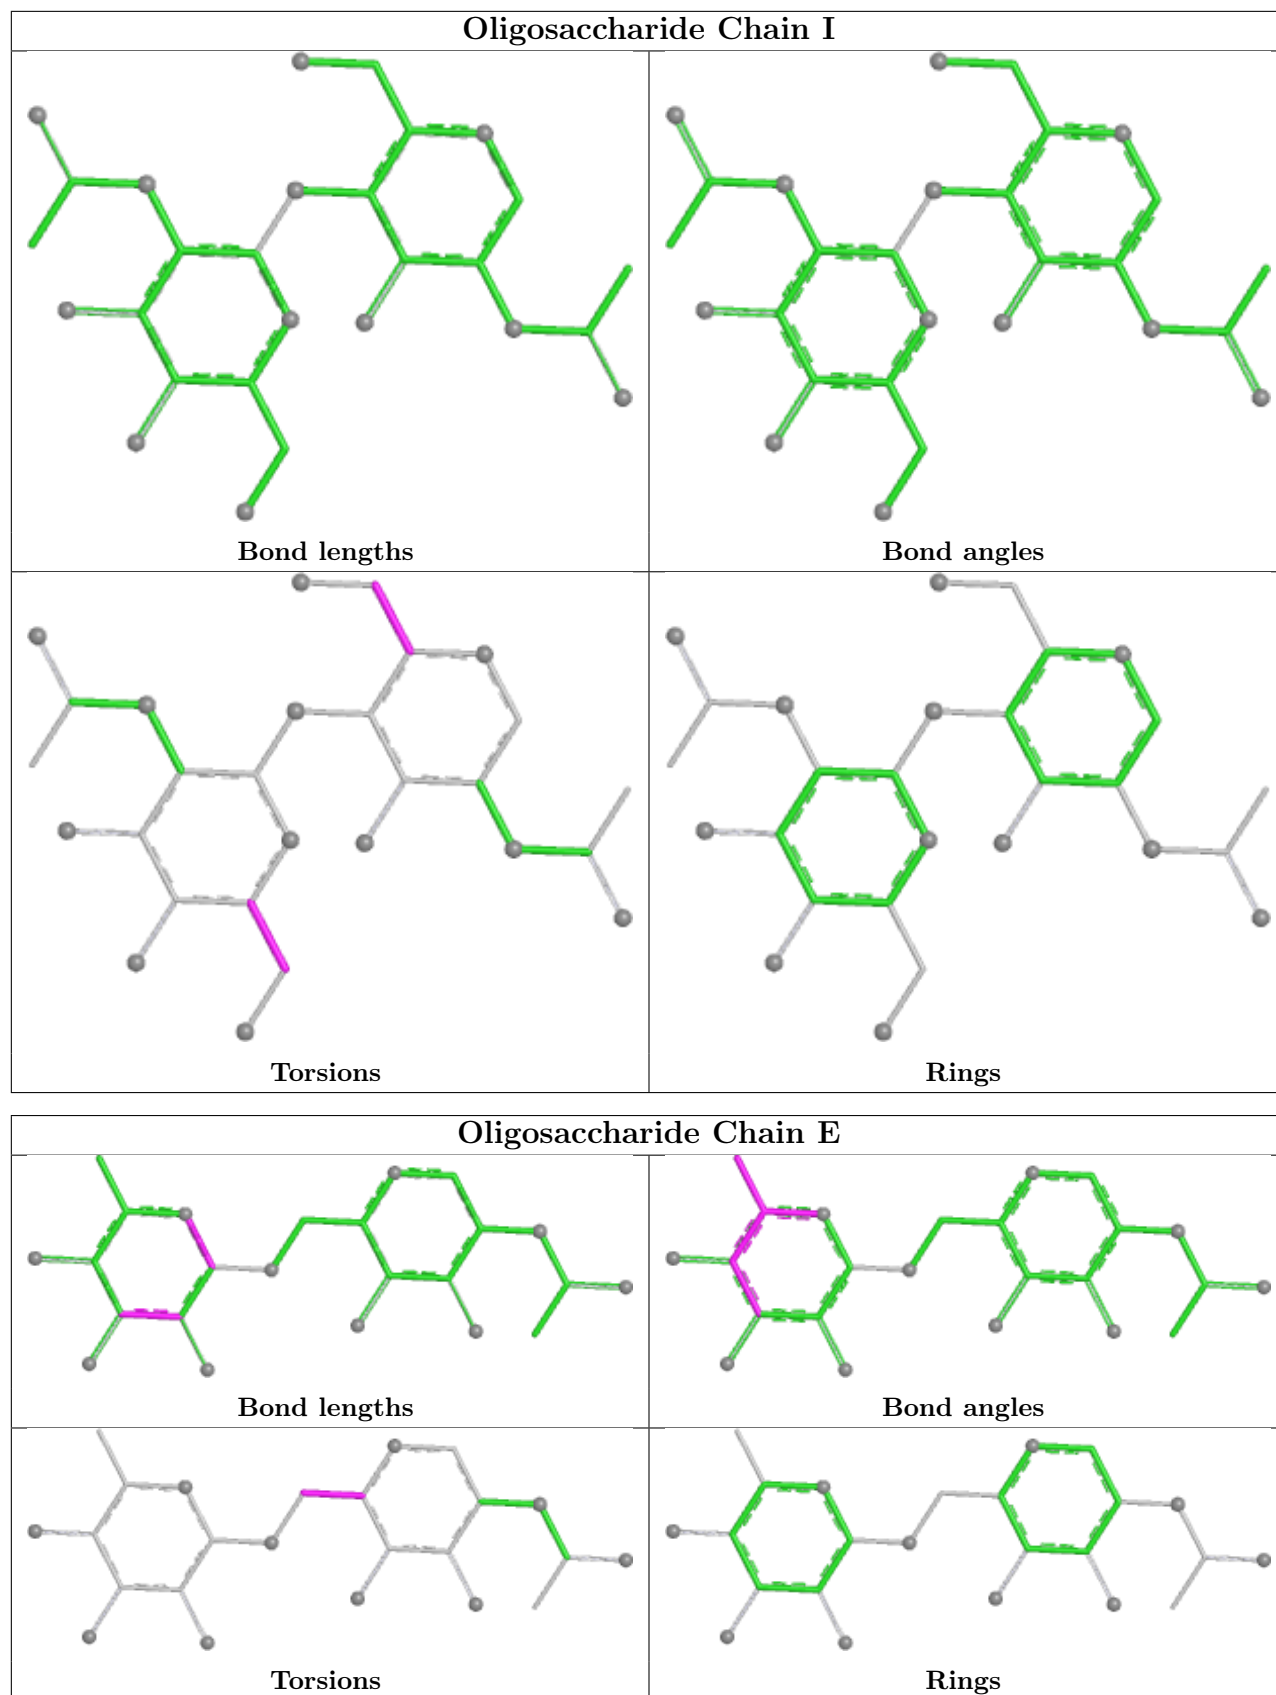 Oligosaccharide Chain I
Bond lengths
Bond angles
Torsions
Rings
Oligosaccharide Chain E
Bond lengths
Bond angles
Torsions
Rings